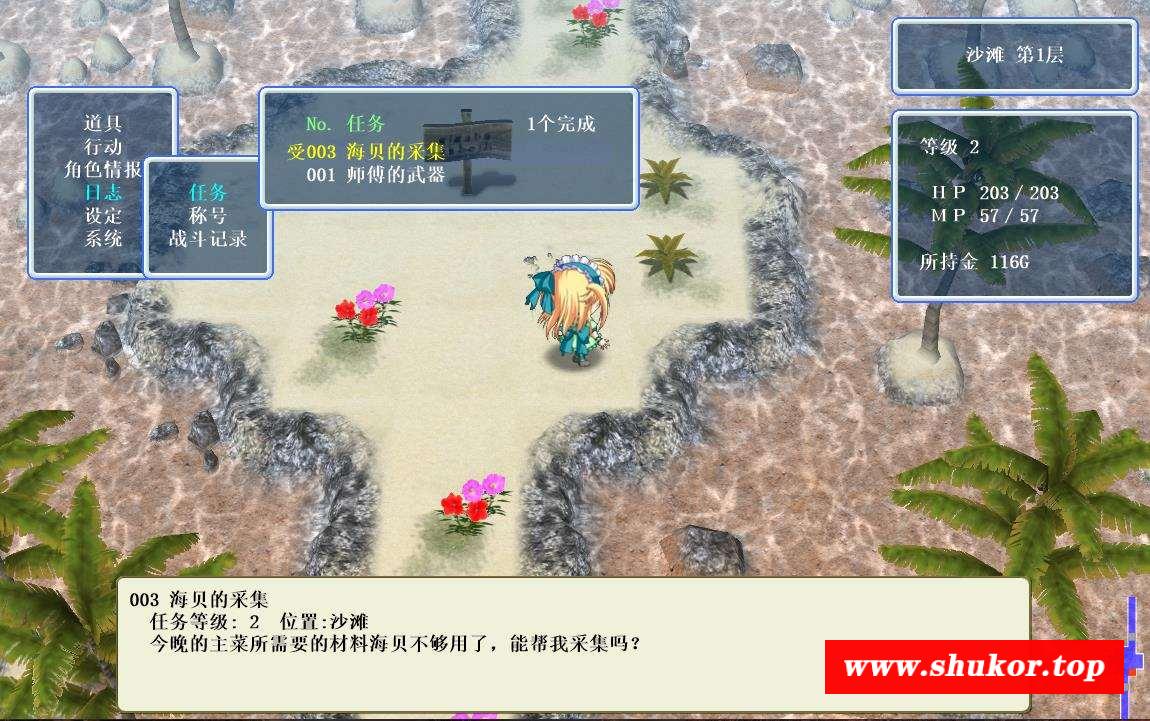 沙滩 第1层
道具
行动
角色情报
日志
设定
系统
任务
称号
战斗记录
No. 任务 1个完成
受003 海贝的采集
001 师傅的武器
等级 2
HP 203/203
MP 57/57
所持金 116G
003 海贝的采集
任务等级: 2 位置:沙滩
今晚的主菜所需要的材料海贝不够用了，能帮我采集吗?
www.shukor.top